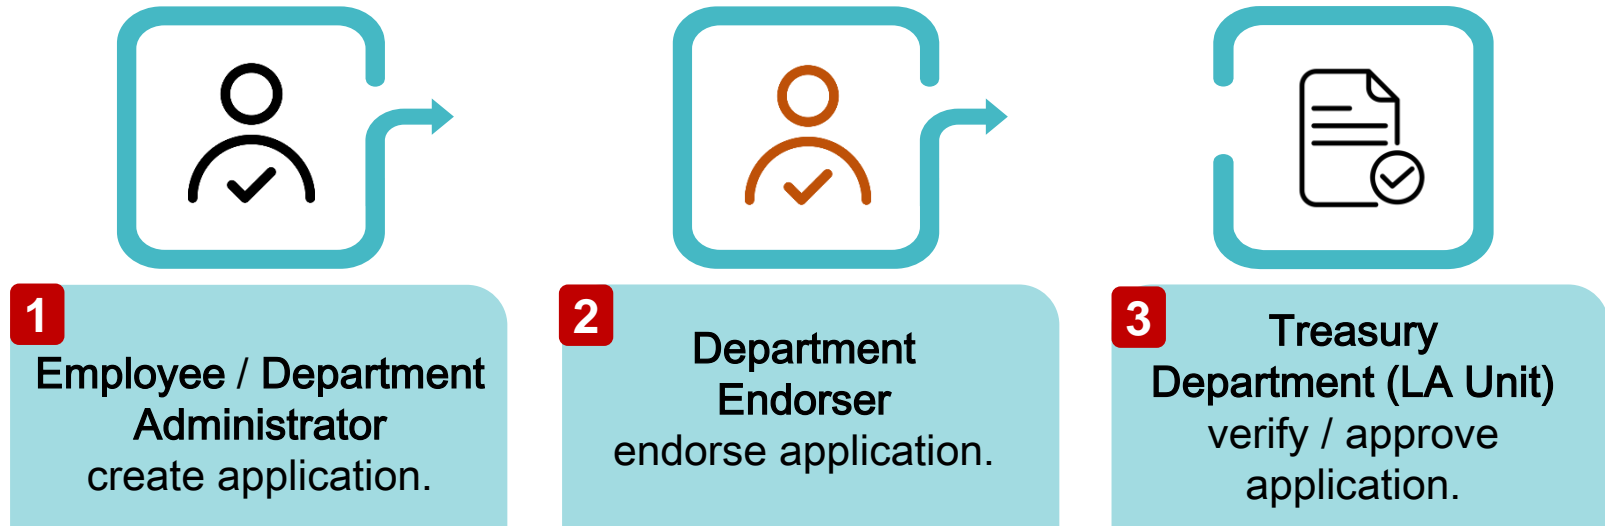 1
Employee / Department
Administrator
create application.
2
Department
Endorser
endorse application.
3
Treasury
Department (LA Unit)
verify / approve
application.